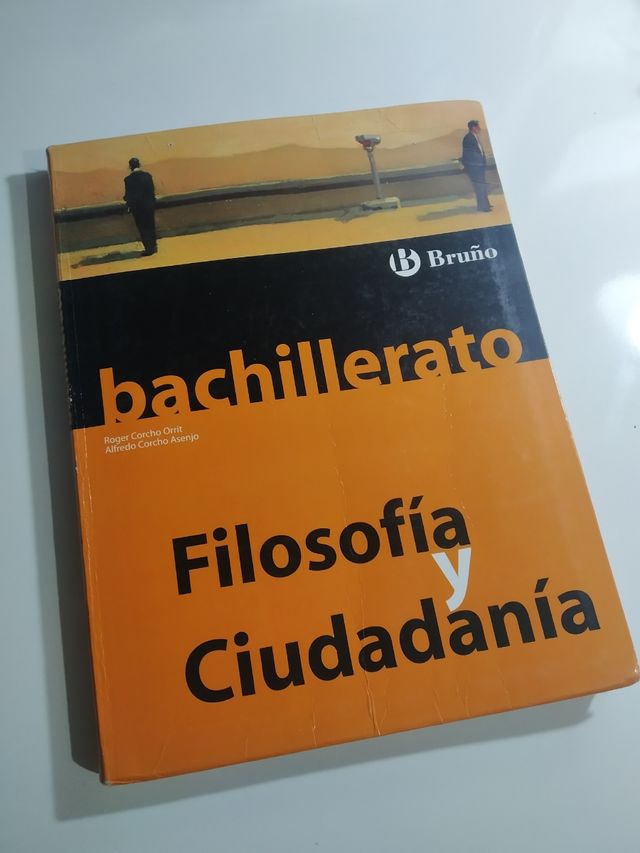 Bruño
bachillerato
Roger Corcho Orrit
Alfredo Corcho Asenjo
Filosofía
y
Ciudadanía